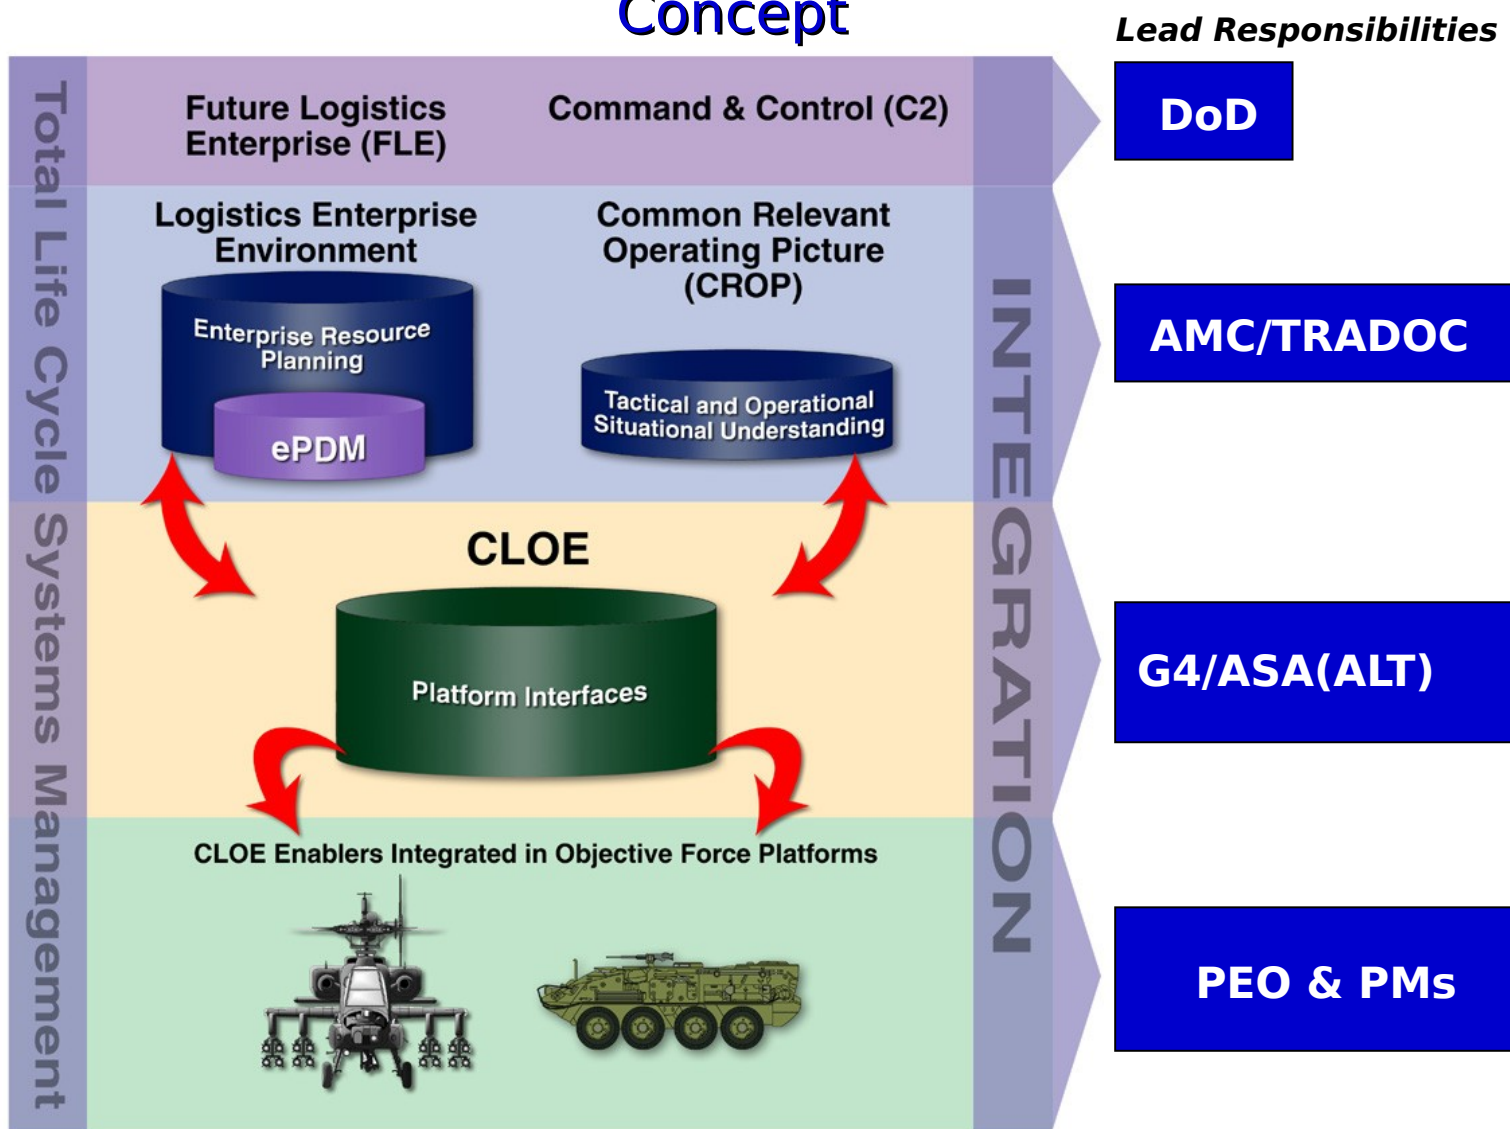 Concept
Lead Responsibilities
Total Life Cycle Systems Management
Future Logistics
Enterprise (FLE)
Command & Control (C2)
DoD
Logistics Enterprise
Environment
Common Relevant
Operating Picture
(CROP)
Enterprise Resource
Planning
ePDM
Tactical and Operational
Situational Understanding
INTEGRATION
AMC/TRADOC
CLOE
Platform Interfaces
G4/ASA(ALT)
CLOE Enablers Integrated in Objective Force Platforms
PEO & PMs